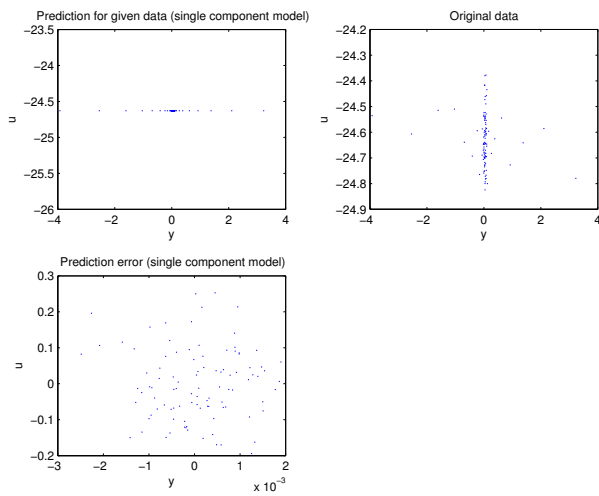 Prediction for given data (single component model)
-23.5
-24
-24.5
-25
-25.5
-26
u
-4 -2 0 2 4
y
Original data
-24.2
-24.3
-24.4
-24.5
-24.6
-24.7
-24.8
-24.9
u
-4 -2 0 2 4
y
Prediction error (single component model)
0.3
0.2
0.1
0
-0.1
-0.2
u
-3 -2 -1 0 1 2
y
x 10⁻³